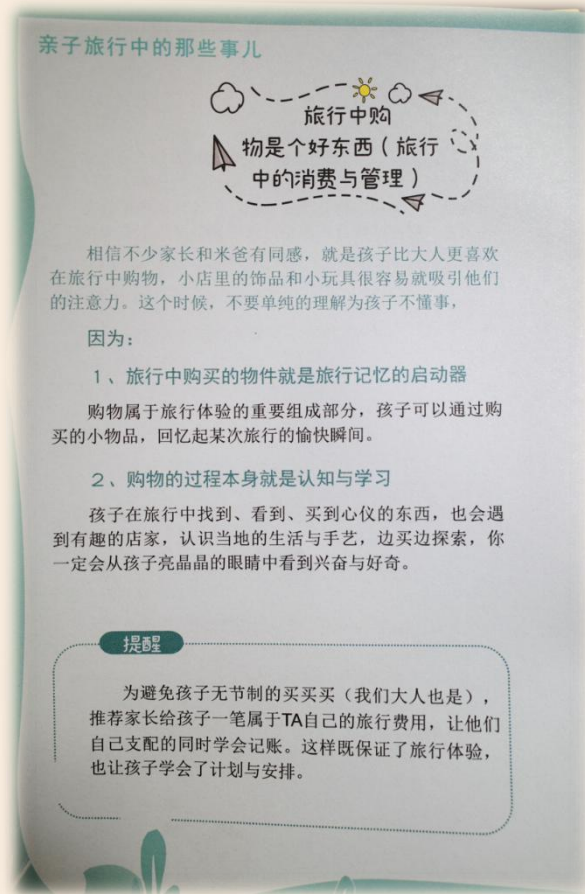 亲子旅行中的那些事儿
旅行中购
物是个好东西（旅行
中的消费与管理）
相信不少家长和米爸有同感，就是孩子比大人更喜欢
在旅行中购物，小店里的饰品和小玩具很容易就吸引他们
的注意力。这个时候，不要单纯的理解为孩子不懂事，
因为：
1、旅行中购买的物件就是旅行记忆的启动器
购物属于旅行体验的重要组成部分，孩子可以通过购
买的小物品，回忆起某次旅行的愉快瞬间。
2、购物的过程本身就是认知与学习
孩子在旅行中找到、看到、买到心仪的东西，也会遇
到有趣的店家，认识当地的生活与手艺，边买边探索，你
一定会从孩子亮晶晶的眼睛中看到兴奋与好奇。
提醒
为避免孩子无节制的买买买（我们大人也是），
推荐家长给孩子一笔属于TA自己的旅行费用，让他们
自己支配的同时学会记账。这样既保证了旅行体验，
也让孩子学会了计划与安排。